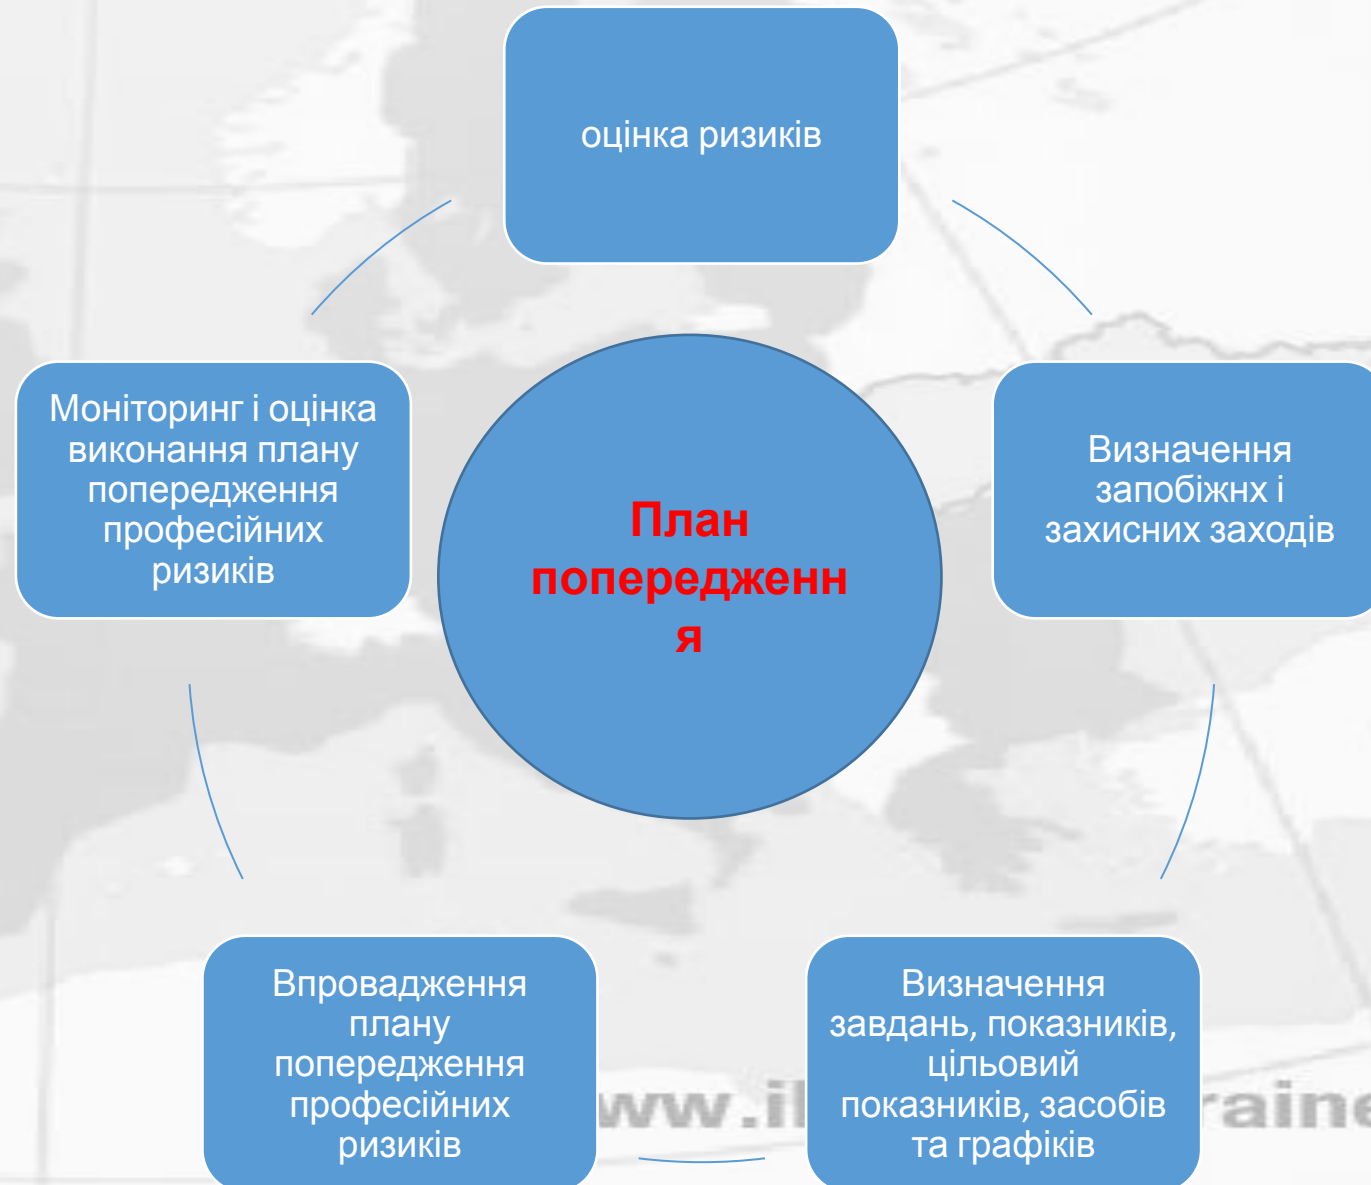 оцінка ризиків
Моніторинг і оцінка
виконання плану
попередження
професійних
ризиків
План
попередженн
я
Визначення
запобіжнх і
захисних заходів
Впровадження
плану
попередження
професійних
ризиків
Визначення
завдань, показників,
цільовий
показників, засобів
та графіків